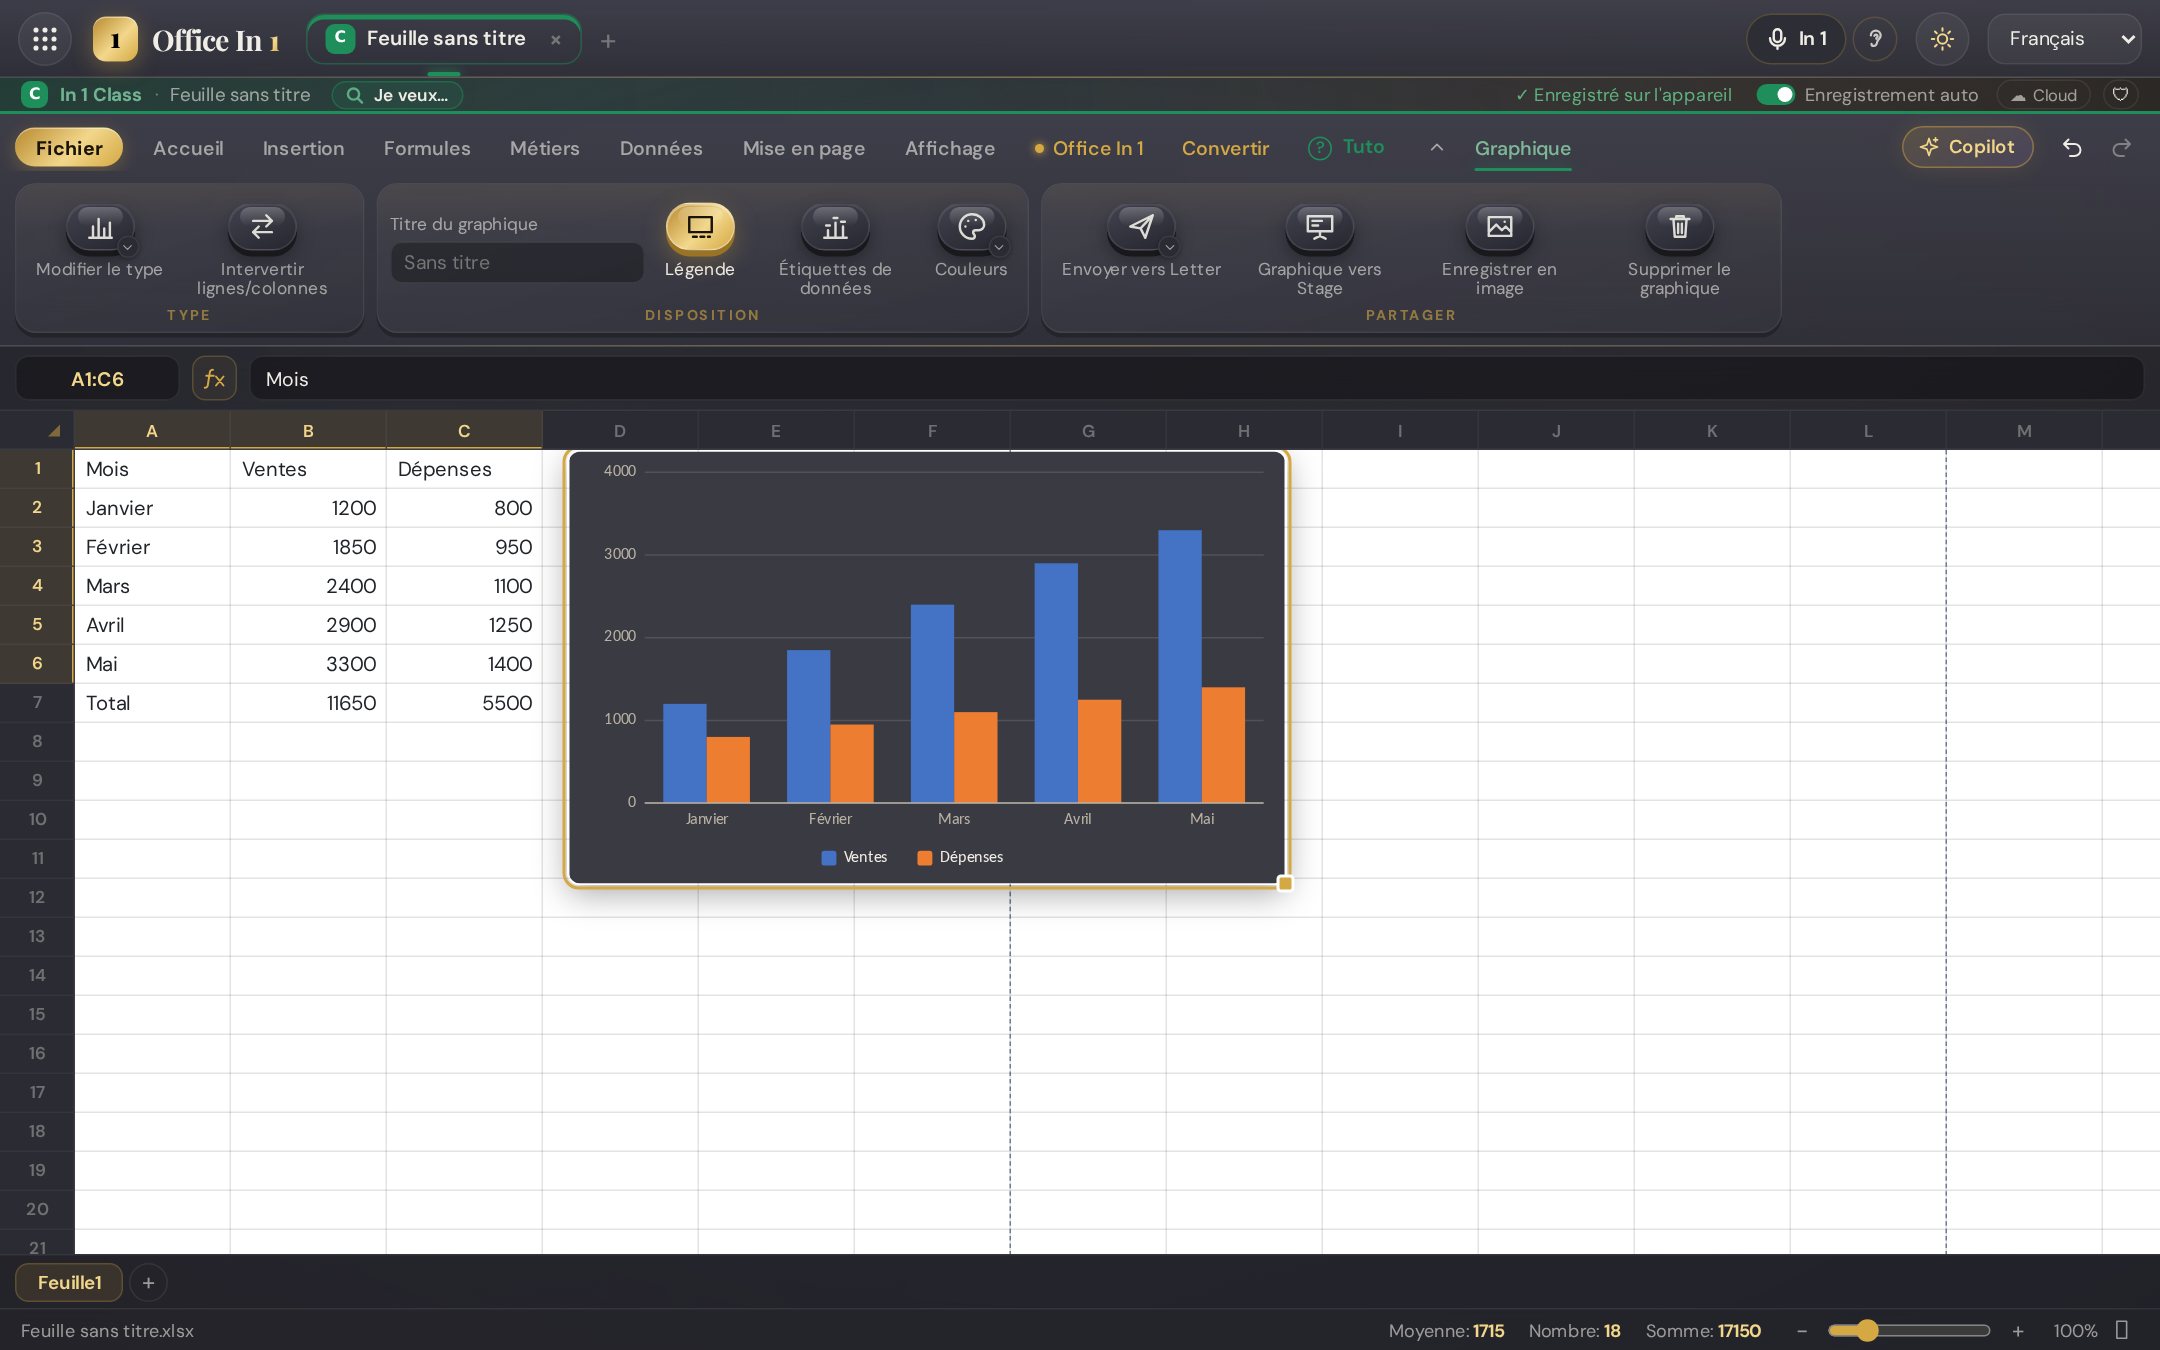 1 Office In 1 C Feuille sans titre × + In 1 Français
C In 1 Class · Feuille sans titre Je veux... ✓ Enregistré sur l'appareil Enregistrement auto Cloud
Fichier Accueil Insertion Formules Métiers Données Mise en page Affichage Office In 1 Convertir ? Tuto Graphique Copilot
Titre du graphique
Sans titre
Modifier le type
Intervertir
lignes/colonnes
Légende
Étiquettes de
données
Couleurs
Envoyer vers Letter
Graphique vers
Stage
Enregistrer en
image
Supprimer le
graphique
TYPE DISPOSITION PARTAGER
A1:C6 fx Mois
A B C D E F G H I J K L M
1 Mois Ventes Dépenses
2 Janvier 1200 800
3 Février 1850 950
4 Mars 2400 1100
5 Avril 2900 1250
6 Mai 3300 1400
7 Total 11650 5500
8
9
10
11
12
13
14
15
16
17
18
19
20
21
4000
3000
2000
1000
0
Janvier Février Mars Avril Mai
Ventes Dépenses
Feuille1 +
Feuille sans titre.xlsx Moyenne: 1715 Nombre: 18 Somme: 17150 − + 100%